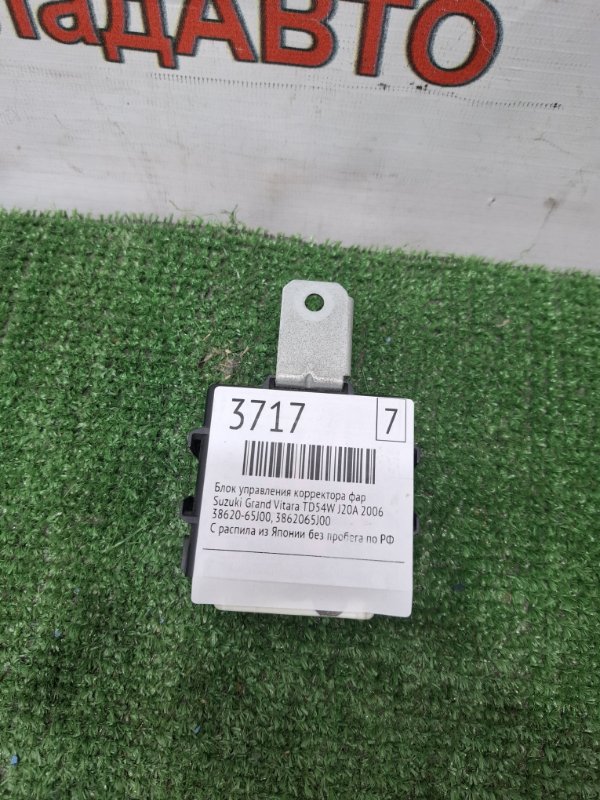 ладАВТО
3717
7
Блок управления корректора фар
Suzuki Grand Vitara TD54W J20A 2006
38620-65J00, 3862065J00
С распила из Японии без пробега по РФ